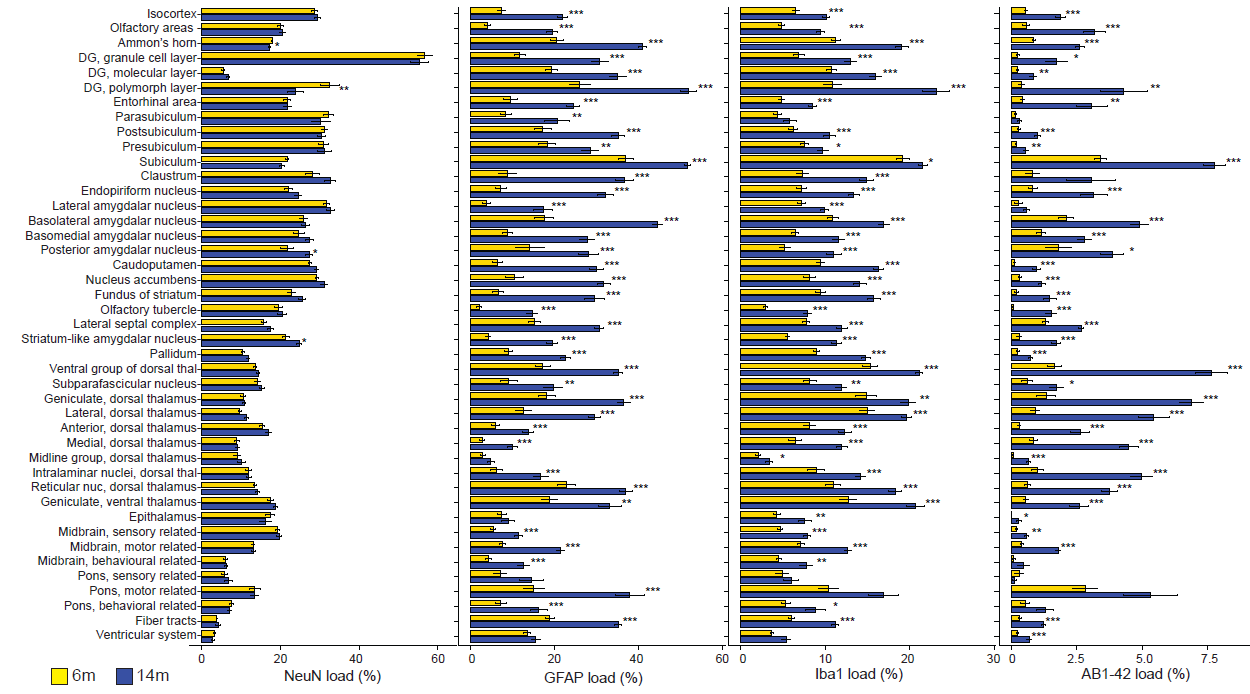 Isocortex *** *** ***
Olfactory areas *** *** ***
Ammon's horn * *** *** ***
DG, granule cell layer *** *** *
DG, molecular layer *** *** **
DG, polymorph layer ** *** *** **
Entorhinal area *** *** **
Parasubiculum **
Postsubiculum *** *** ***
Presubiculum ** * **
Subiculum *** * ***
Claustrum *** ***
Endopiriform nucleus *** *** ***
Lateral amygdalar nucleus *** ***
Basolateral amygdalar nucleus *** *** ***
Basomedial amygdalar nucleus *** *** ***
Posterior amygdalar nucleus * *** *** *
Caudoputamen *** *** ***
Nucleus accumbens *** *** ***
Fundus of striatum *** *** ***
Olfactory tubercle *** *** ***
Lateral septal complex *** *** ***
Striatum-like amygdalar nucleus * *** *** ***
Pallidum *** *** ***
Ventral group of dorsal thal *** *** ***
Subparafascicular nucleus ** ** *
Geniculate, dorsal thalamus *** ** ***
Lateral, dorsal thalamus *** *** ***
Anterior, dorsal thalamus *** *** ***
Medial, dorsal thalamus *** *** ***
Midline group, dorsal thalamus * ***
Intralaminar nuclei, dorsal thal *** *** ***
Reticular nuc, dorsal thalamus *** *** ***
Geniculate, ventral thalamus ** *** ***
Epithalamus ** *
Midbrain, sensory related *** *** **
Midbrain, motor related *** *** ***
Midbrain, behavioural related *** **
Pons, sensory related
Pons, motor related ***
Pons, behavioral related *** *
Fiber tracts *** *** ***
Ventricular system ***
0 20 40 60 0 20 40 60 0 10 20 30 0 2.5 5.0 7.5
6m 14m NeuN load (%) GFAP load (%) Iba1 load (%) AB1-42 load (%)